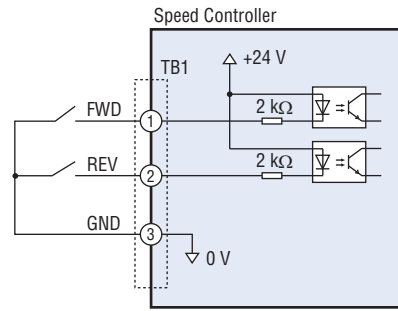 Speed Controller
TB1
+24 V
FWD
1
2 kΩ
REV
2
2 kΩ
GND
3
0 V